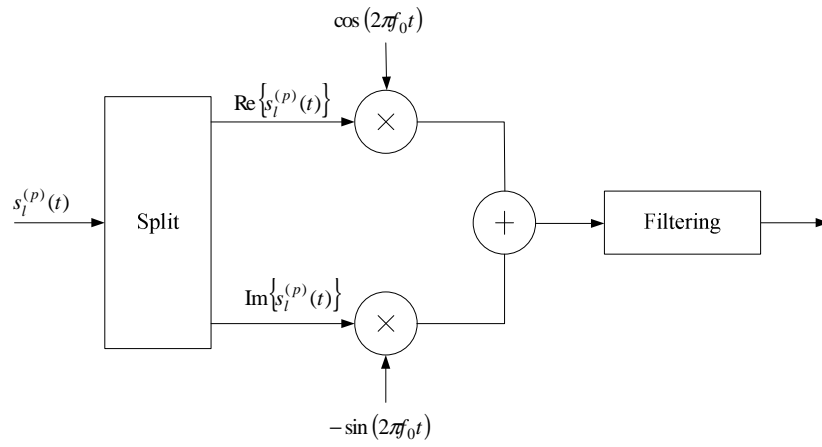 cos(2πf₀t)
Re{s_l^(p)(t)}
×
s_l^(p)(t)
Split
+
Filtering
Im{s_l^(p)(t)}
×
−sin(2πf₀t)